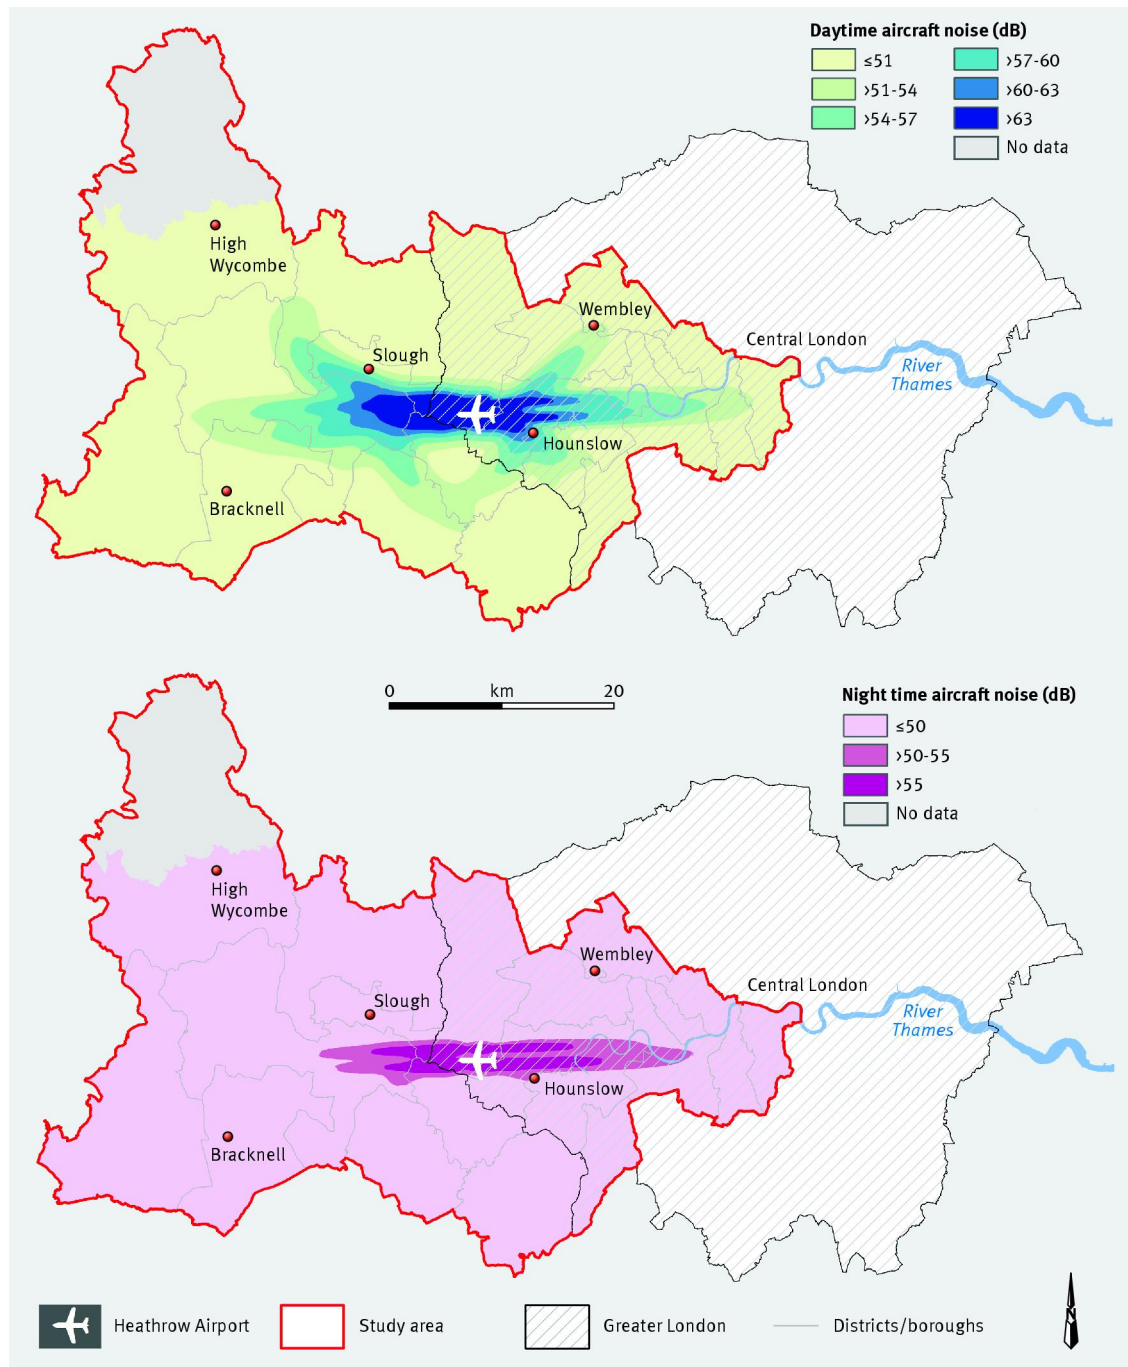 Daytime aircraft noise (dB)
≤51
>51-54
>54-57
>57-60
>60-63
>63
No data
High
Wycombe
Wembley
Central London
Slough
River
Thames
Hounslow
Bracknell
0 km 20
Night time aircraft noise (dB)
≤50
>50-55
>55
No data
High
Wycombe
Wembley
Central London
Slough
River
Thames
Hounslow
Bracknell
N
Heathrow Airport
Study area
Greater London
Districts/boroughs